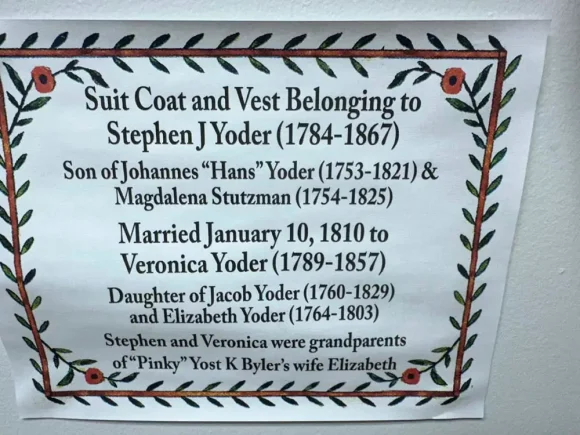 Suit Coat and Vest Belonging to
Stephen J Yoder (1784-1867)
Son of Johannes “Hans” Yoder (1753-1821) &
Magdalena Stutzman (1754-1825)
Married January 10, 1810 to
Veronica Yoder (1789-1857)
Daughter of Jacob Yoder (1760-1829)
and Elizabeth Yoder (1764-1803)
Stephen and Veronica were grandparents
of “Pinky” Yost K Byler’s wife Elizabeth